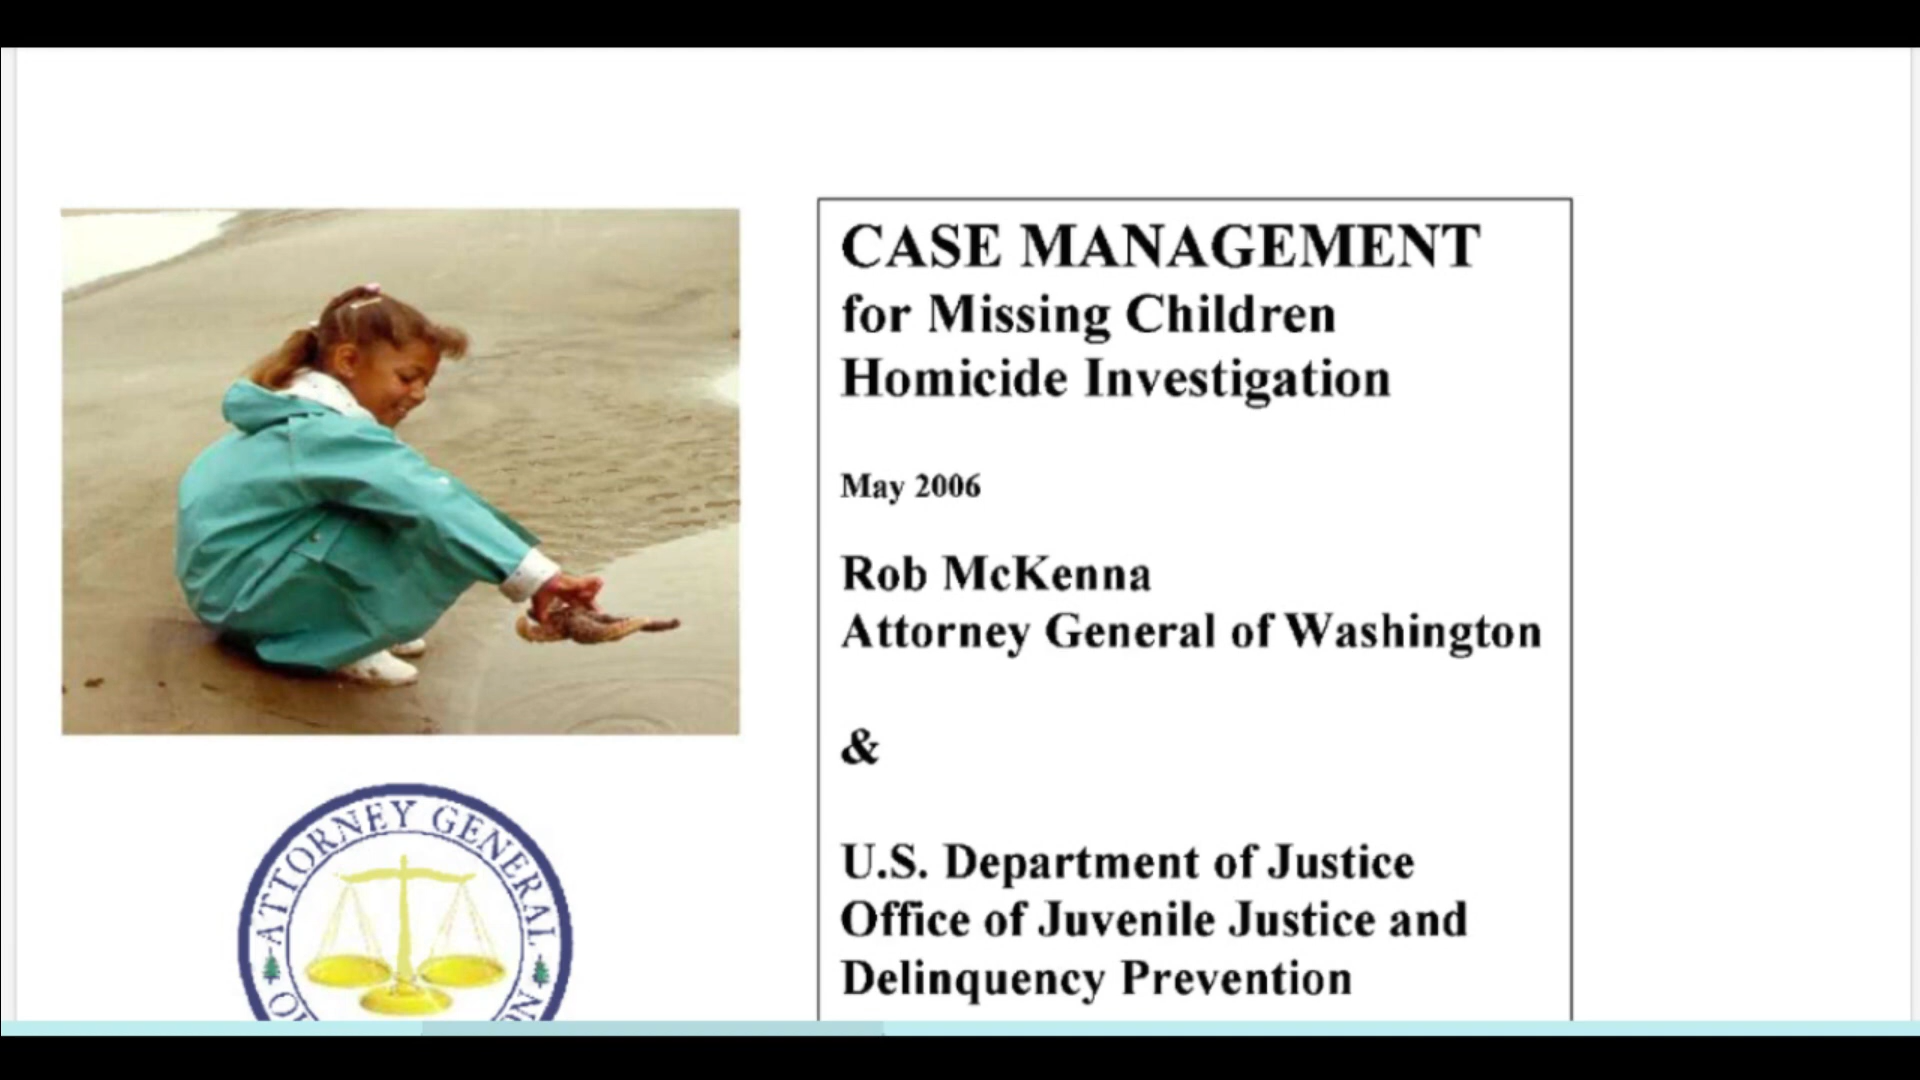 CASE MANAGEMENT
for Missing Children
Homicide Investigation
May 2006
Rob McKenna
Attorney General of Washington
&
U.S. Department of Justice
Office of Juvenile Justice and
Delinquency Prevention
ATTORNEY GENERAL